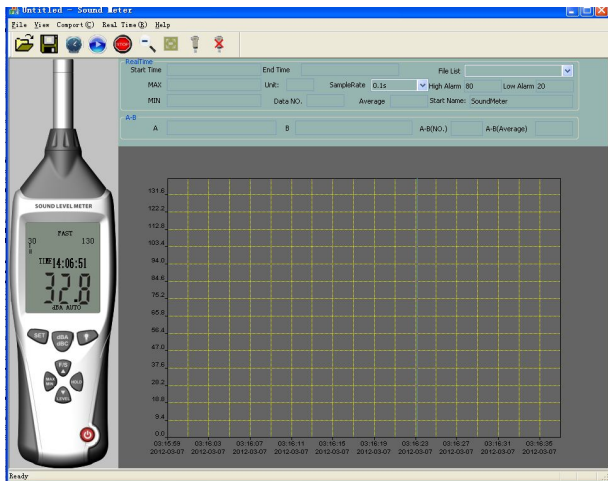 Untitled - Sound Meter
File View Comport(C) Real Time(R) Help
STOP
RealTime
Start Time End Time File List
MAX Unit: SampleRate 0.1s High Alarm 80 Low Alarm 20
MIN Data NO. Average Start Name: SoundMeter
A-B
A B A-B(NO.) A-B(Average)
SOUND LEVEL METER
FAST
30 130
TIME 14:06:51
32.8
dBA AUTO
SET dBA dBC
F/S
MAX MIN HOLD
LEVEL
131.6
122.2
112.8
103.4
94.0
84.6
75.2
65.8
56.4
47.0
37.6
28.2
18.8
9.4
0.0
03:15:59 03:16:03 03:16:07 03:16:11 03:16:15 03:16:19 03:16:23 03:16:27 03:16:31 03:16:35
2012-03-07 2012-03-07 2012-03-07 2012-03-07 2012-03-07 2012-03-07 2012-03-07 2012-03-07 2012-03-07 2012-03-07
Ready